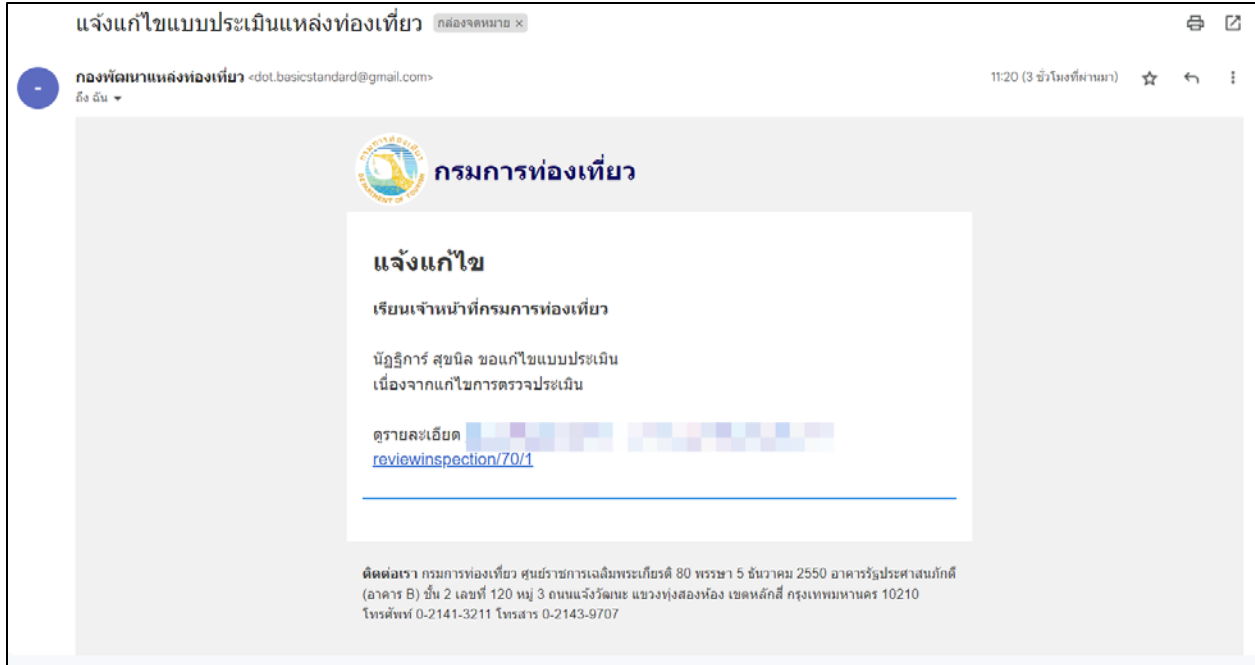 แจ้งแก้ไขแบบประเมินแหล่งท่องเที่ยว กล่องจดหมาย ×
กองพัฒนาแหล่งท่องเที่ยว <dot.basicstandard@gmail.com>
11:20 (3 ชั่วโมงที่ผ่านมา)
ถึง ฉัน
กรมการท่องเที่ยว
แจ้งแก้ไข
เรียนเจ้าหน้าที่กรมการท่องเที่ยว
นัฏฐิการ์ สุขนิล ขอแก้ไขแบบประเมิน
เนื่องจากแก้ไขการตรวจประเมิน
ดูรายละเอียด
reviewinspection/70/1
ติดต่อเรา กรมการท่องเที่ยว ศูนย์ราชการเฉลิมพระเกียรติ 80 พรรษา 5 ธันวาคม 2550 อาคารรัฐประศาสนภักดี
(อาคาร B) ชั้น 2 เลขที่ 120 หมู่ 3 ถนนแจ้งวัฒนะ แขวงทุ่งสองห้อง เขตหลักสี่ กรุงเทพมหานคร 10210
โทรศัพท์ 0-2141-3211 โทรสาร 0-2143-9707